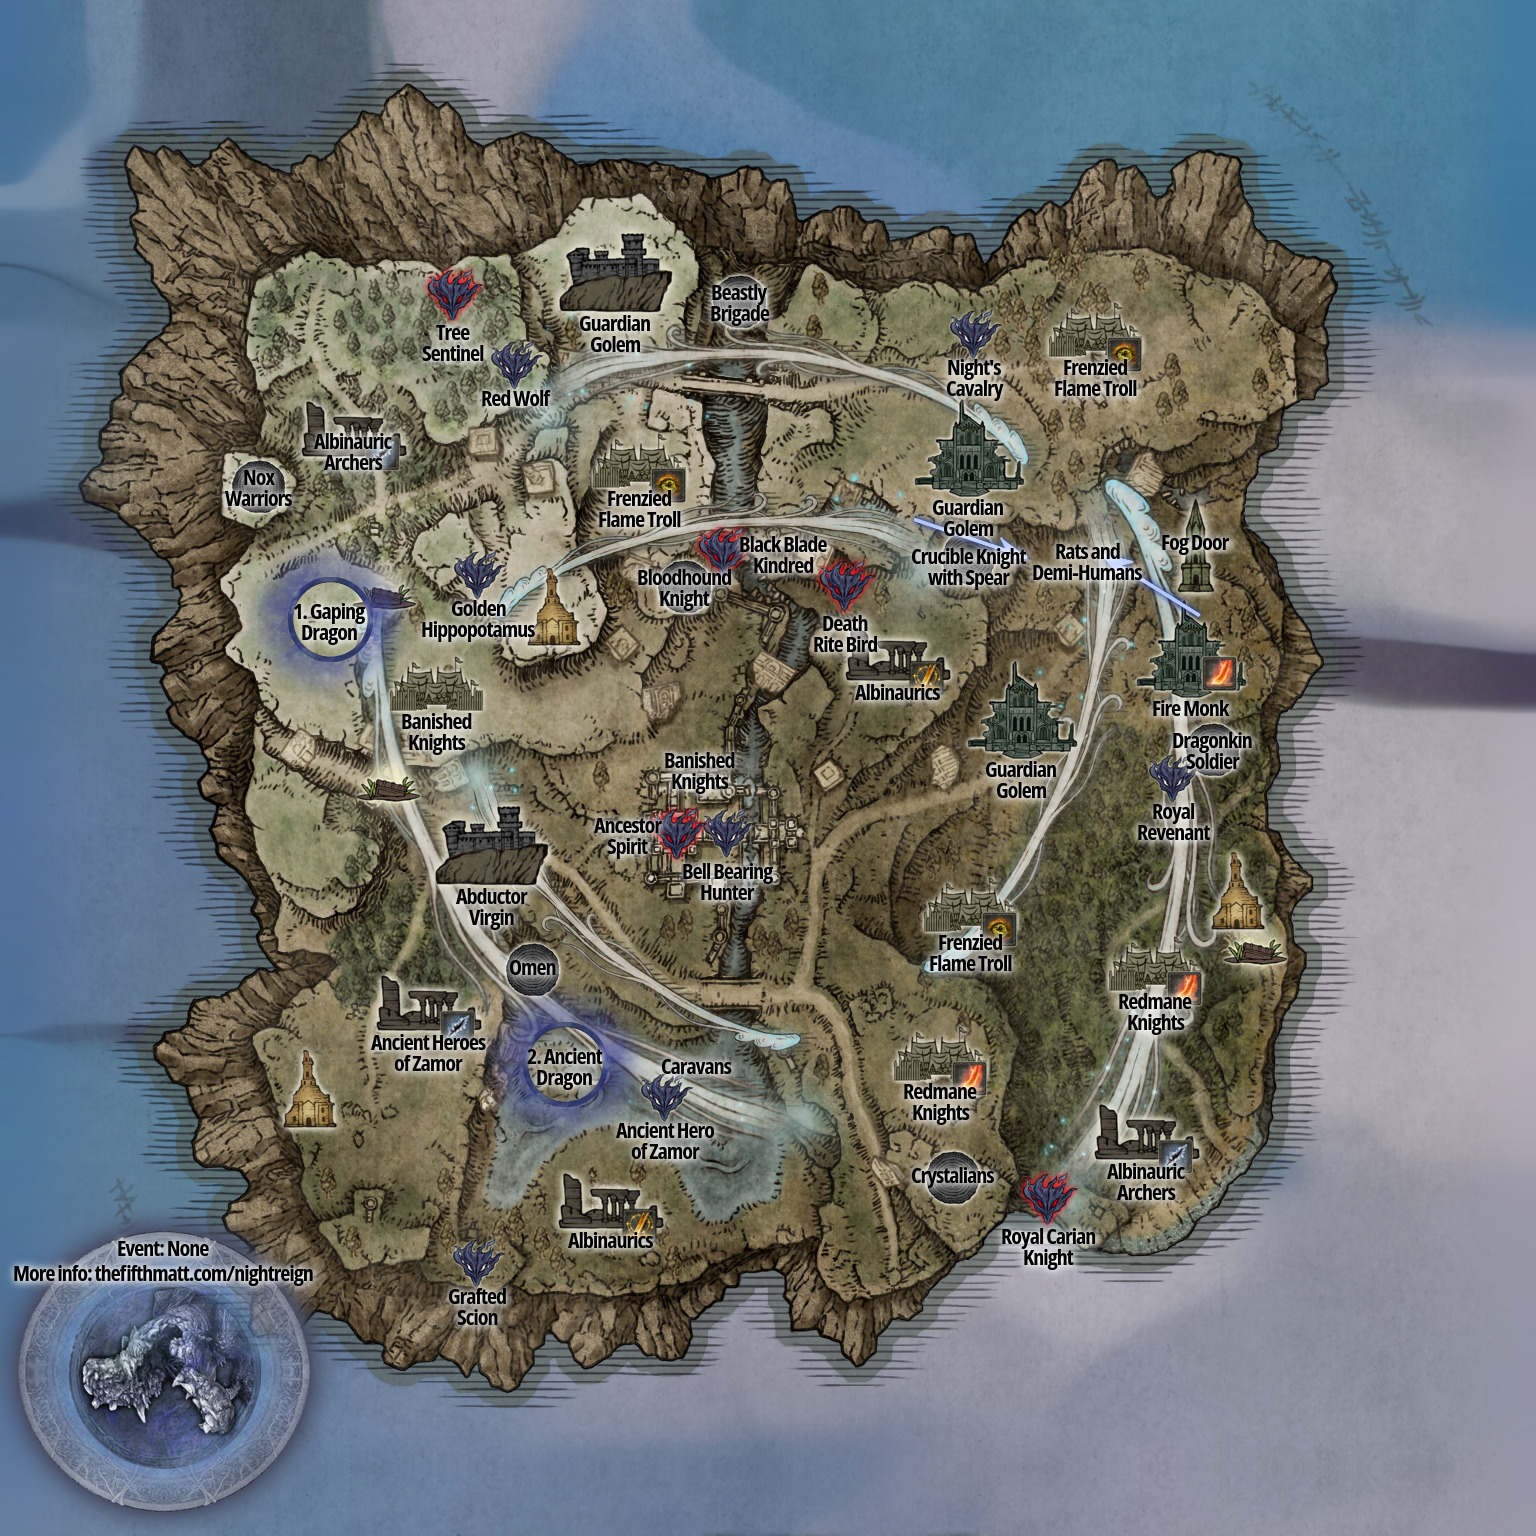 Beastly
Brigade
Guardian
Golem
Tree
Sentinel
Red Wolf
Night's
Cavalry
Frenzied
Flame Troll
Albinauric
Archers
Nox
Warriors
Frenzied
Flame Troll
Guardian
Golem
Crucible Knight
with Spear
Rats and
Demi-Humans
Fog Door
Black Blade
Kindred
Bloodhound
Knight
Golden
Hippopotamus
1. Gaping
Dragon
Death
Rite Bird
Albinaurics
Fire Monk
Banished
Knights
Dragonkin
Soldier
Banished
Knights
Guardian
Golem
Royal
Revenant
Ancestor
Spirit
Bell Bearing
Hunter
Abductor
Virgin
Frenzied
Flame Troll
Omen
Redmane
Knights
Ancient Heroes
of Zamor
2. Ancient
Dragon
Caravans
Redmane
Knights
Ancient Hero
of Zamor
Crystalians
Albinauric
Archers
Albinaurics
Royal Carian
Knight
Grafted
Scion
Event: None
More info: thefifthmatt.com/nightreign